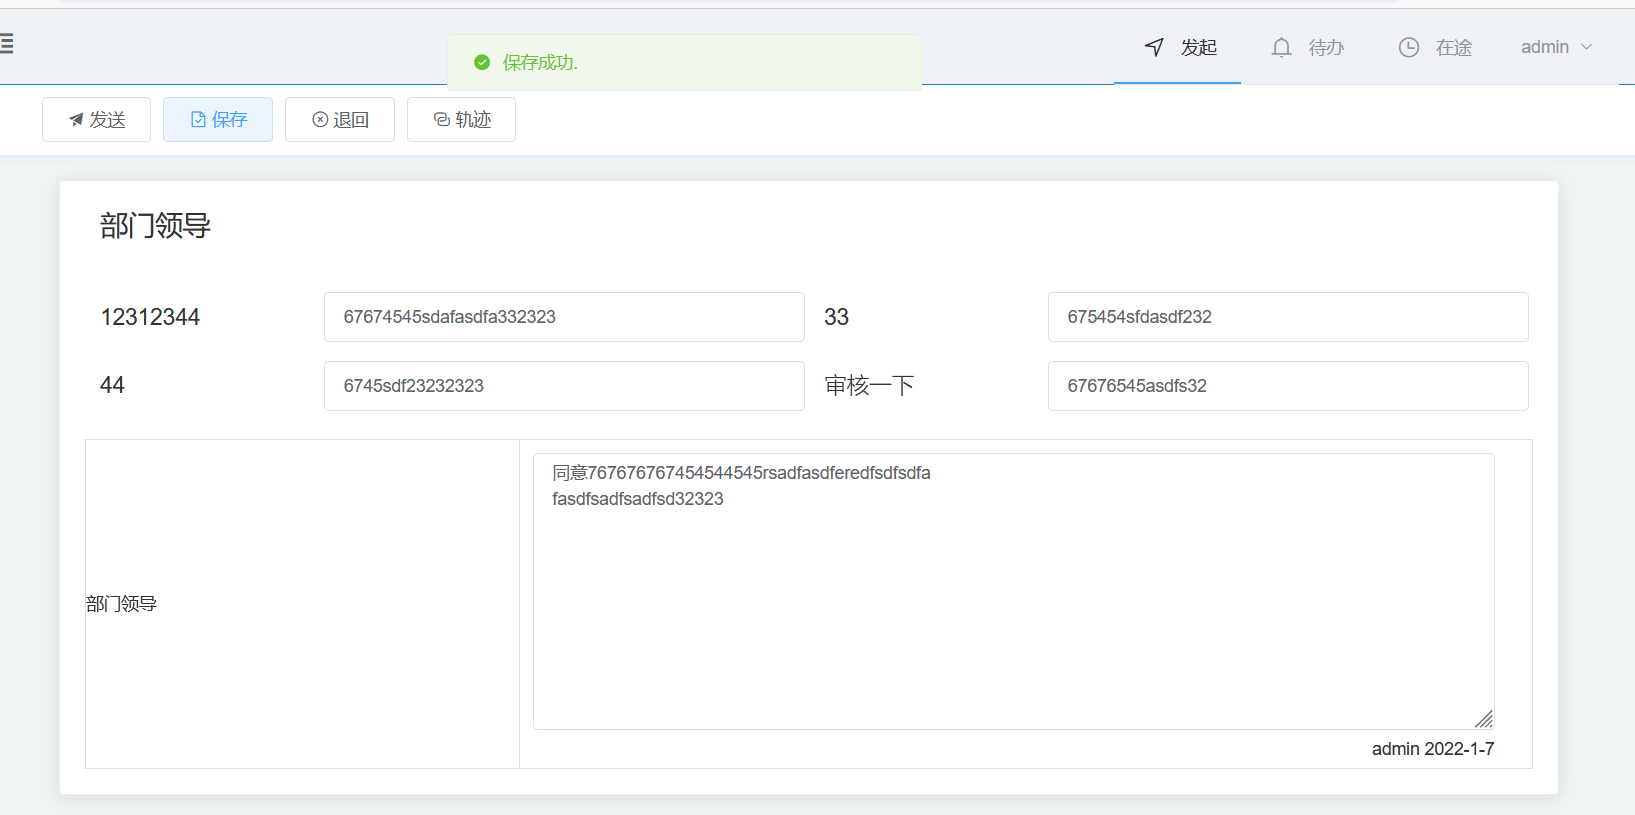 保存成功.
发起
待办
在途
admin
发送
保存
退回
轨迹
部门领导
12312344
67674545sdafasdfa332323
33
675454sfdasdf232
44
6745sdf23232323
审核一下
67676545asdfs32
部门领导
同意767676767454544545rsadfasdferedfsdfsdfa
fasdfsadfsadfsd32323
admin 2022-1-7